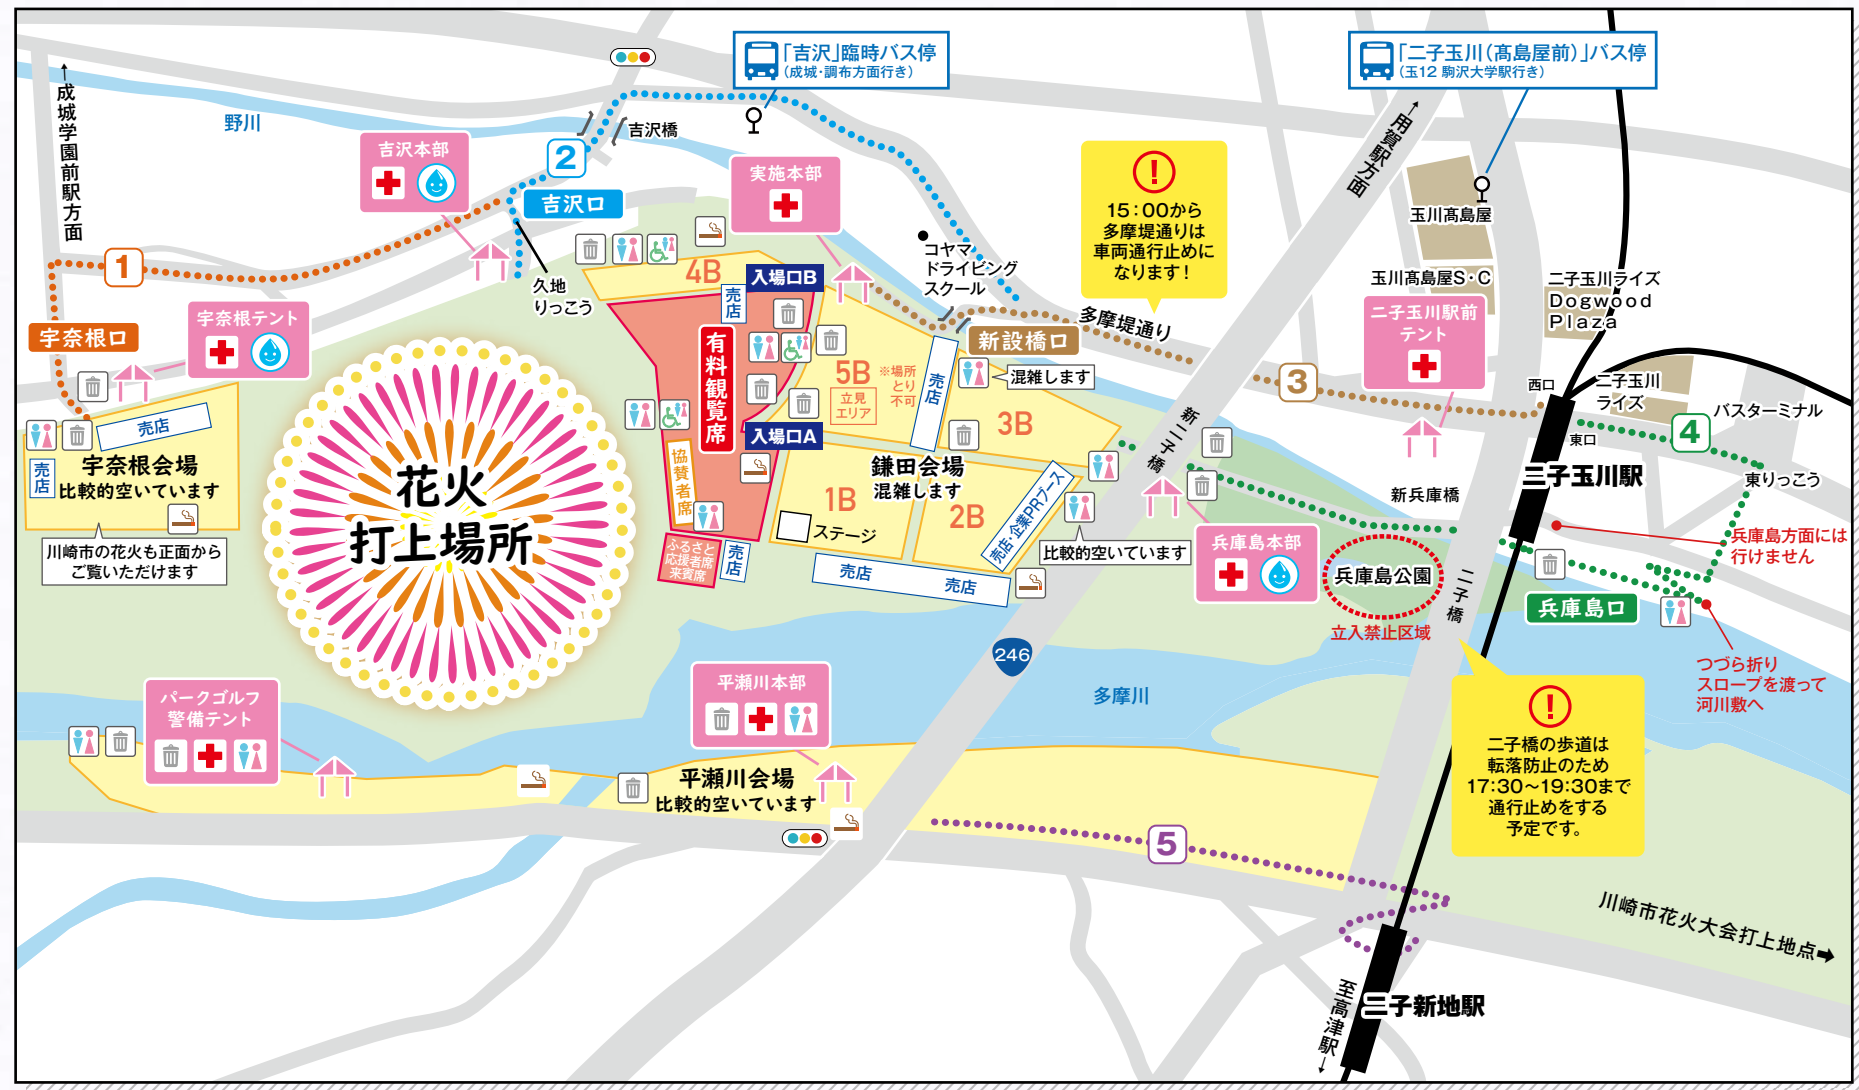 「吉沢」臨時バス停
(成城・調布方面行き)
「二子玉川(髙島屋前)」バス停
(玉12 駒沢大学駅行き)
↑成城学園前駅方面
野川
吉沢橋
吉沢本部
2
吉沢口
実施本部
↑用賀駅方面
!
15:00から
多摩堤通りは
車両通行止めに
なります!
玉川髙島屋
玉川髙島屋S・C
二子玉川ライズ
Dogwood
Plaza
コヤマ
ドライビング
スクール
1
久地
りっこう
4B
入場口B
売店
多摩堤通り
新設橋口
二子玉川駅前
テント
3
宇奈根口
宇奈根テント
有料観覧席
5B
立見
エリア
※場所
とり
不可
売店
混雑します
3B
西口
二子玉川
ライズ
バスターミナル
4
東口
二子玉川駅
東りっこう
売店
売店
宇奈根会場
比較的空いています
川崎市の花火も正面から
ご覧いただけます
花火
打上場所
入場口A
協賛者席
鎌田会場
混雑します
1B
2B
ステージ
売店・企業PRブース
新二子橋
新兵庫橋
比較的空いています
兵庫島本部
兵庫島公園
立入禁止区域
二子橋
兵庫島方面には
行けません
兵庫島口
ふるさと
応援者席
来賓席
売店
売店
売店
246
多摩川
つづら折り
スロープを渡って
河川敷へ
パークゴルフ
警備テント
平瀬川本部
平瀬川会場
比較的空いています
!
二子橋の歩道は
転落防止のため
17:30〜19:30まで
通行止めをする
予定です。
5
川崎市花火大会打上地点➡
二子新地駅
至高津駅↓